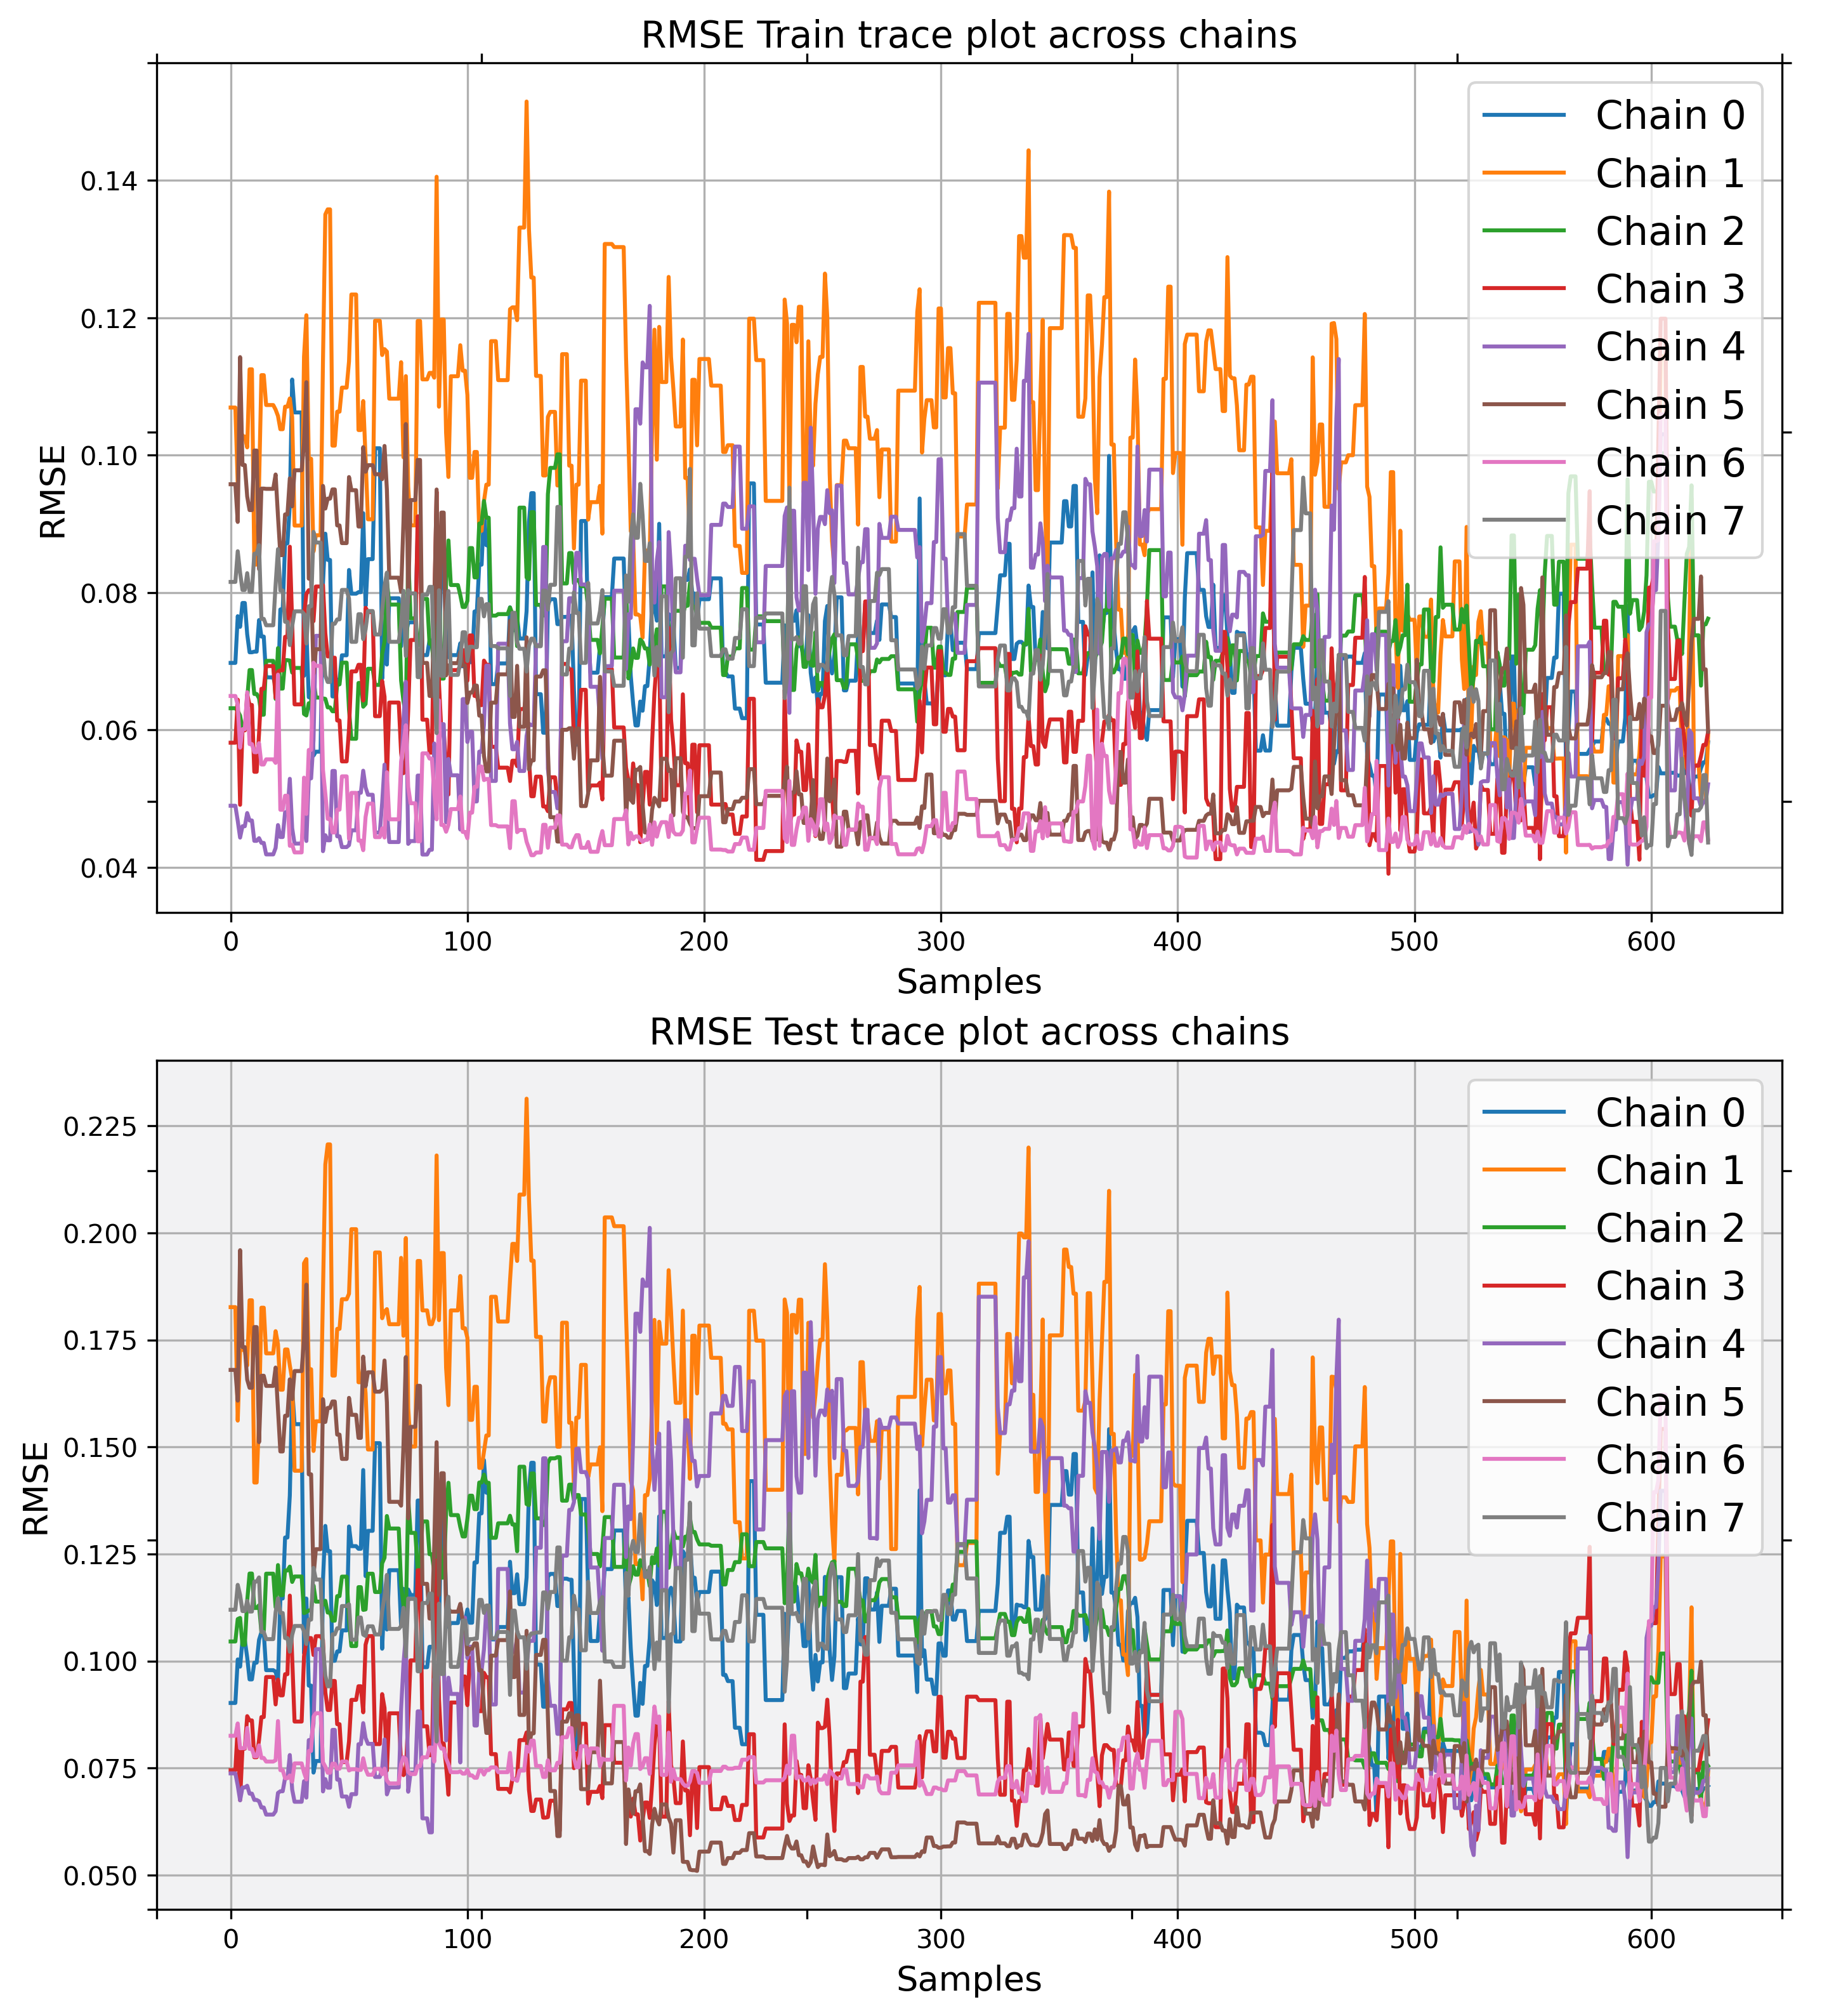 RMSE Train trace plot across chains
RMSE
0.14
0.12
0.10
0.08
0.06
0.04
0 100 200 300 400 500 600
Samples
Chain 0
Chain 1
Chain 2
Chain 3
Chain 4
Chain 5
Chain 6
Chain 7
RMSE Test trace plot across chains
RMSE
0.225
0.200
0.175
0.150
0.125
0.100
0.075
0.050
0 100 200 300 400 500 600
Samples
Chain 0
Chain 1
Chain 2
Chain 3
Chain 4
Chain 5
Chain 6
Chain 7